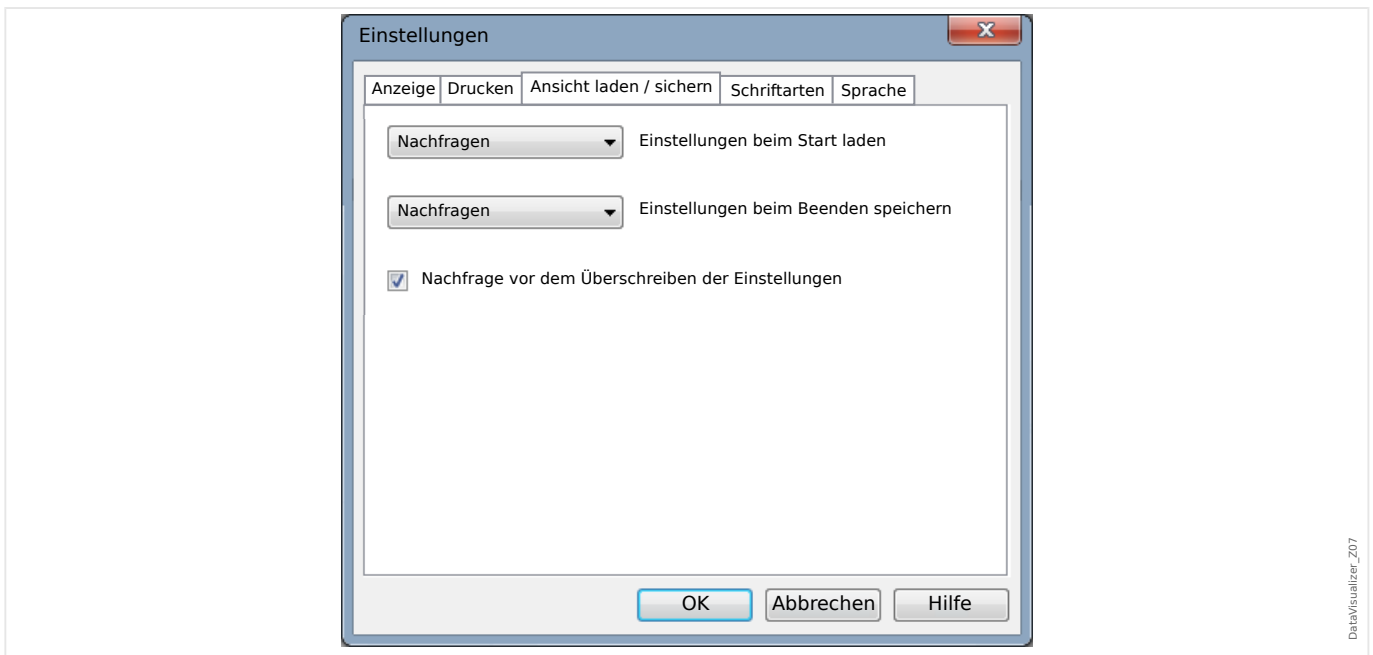 Einstellungen
Anzeige Drucken Ansicht laden / sichern Schriftarten Sprache
Nachfragen Einstellungen beim Start laden
Nachfragen Einstellungen beim Beenden speichern
Nachfrage vor dem Überschreiben der Einstellungen
OK Abbrechen Hilfe
DataVisualizer_Z07